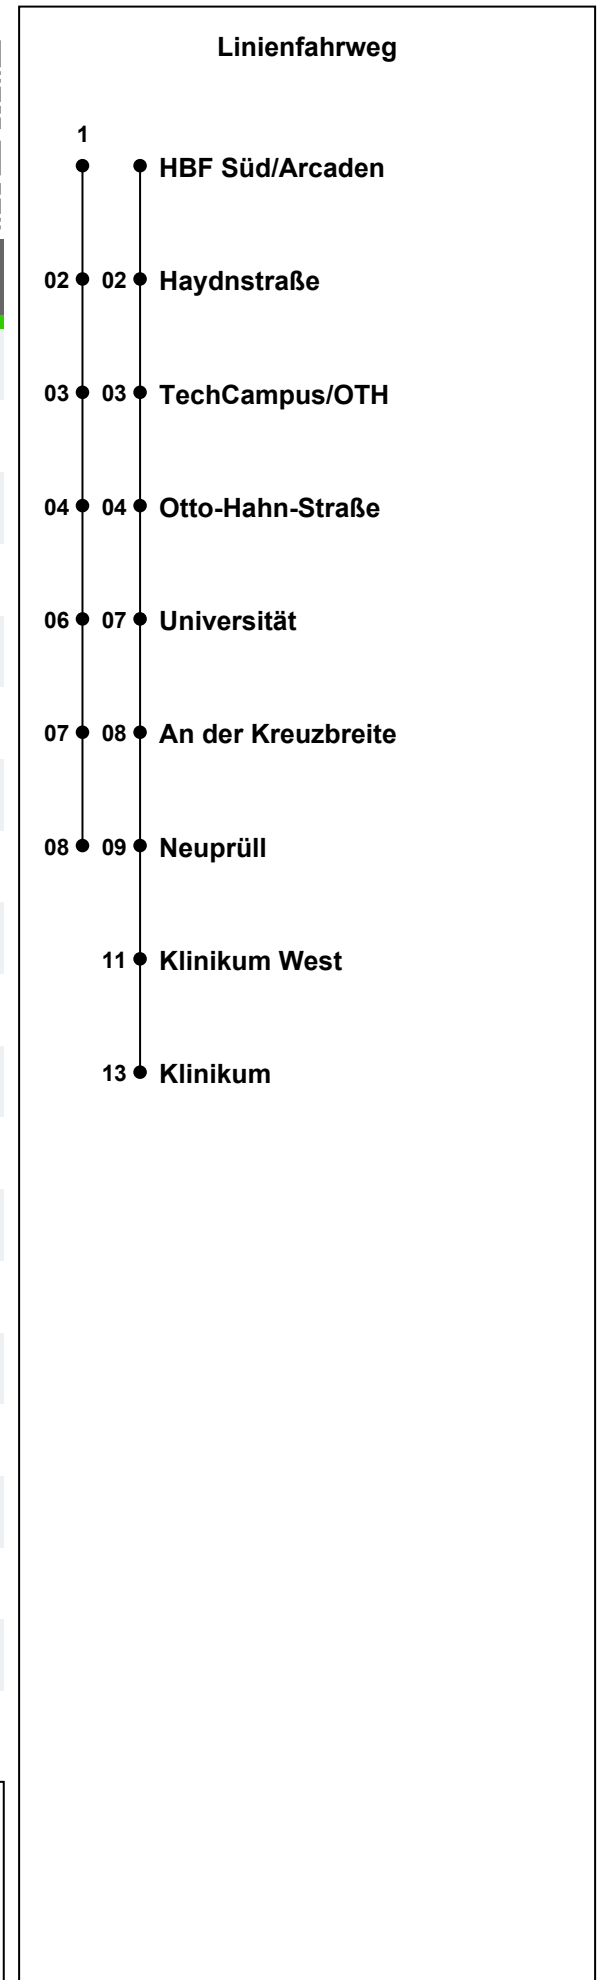 Linienfahrweg
1
HBF Süd/Arcaden
02 02 Haydnstraße
03 03 TechCampus/OTH
04 04 Otto-Hahn-Straße
06 07 Universität
07 08 An der Kreuzbreite
08 09 Neuprüll
11 Klinikum West
13 Klinikum